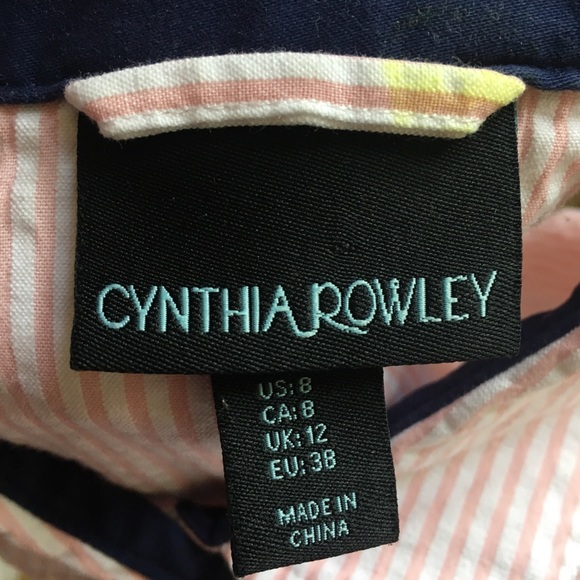 CYNTHIA ROWLEY
US: 8
CA: 8
UK: 12
EU: 38
MADE IN
CHINA